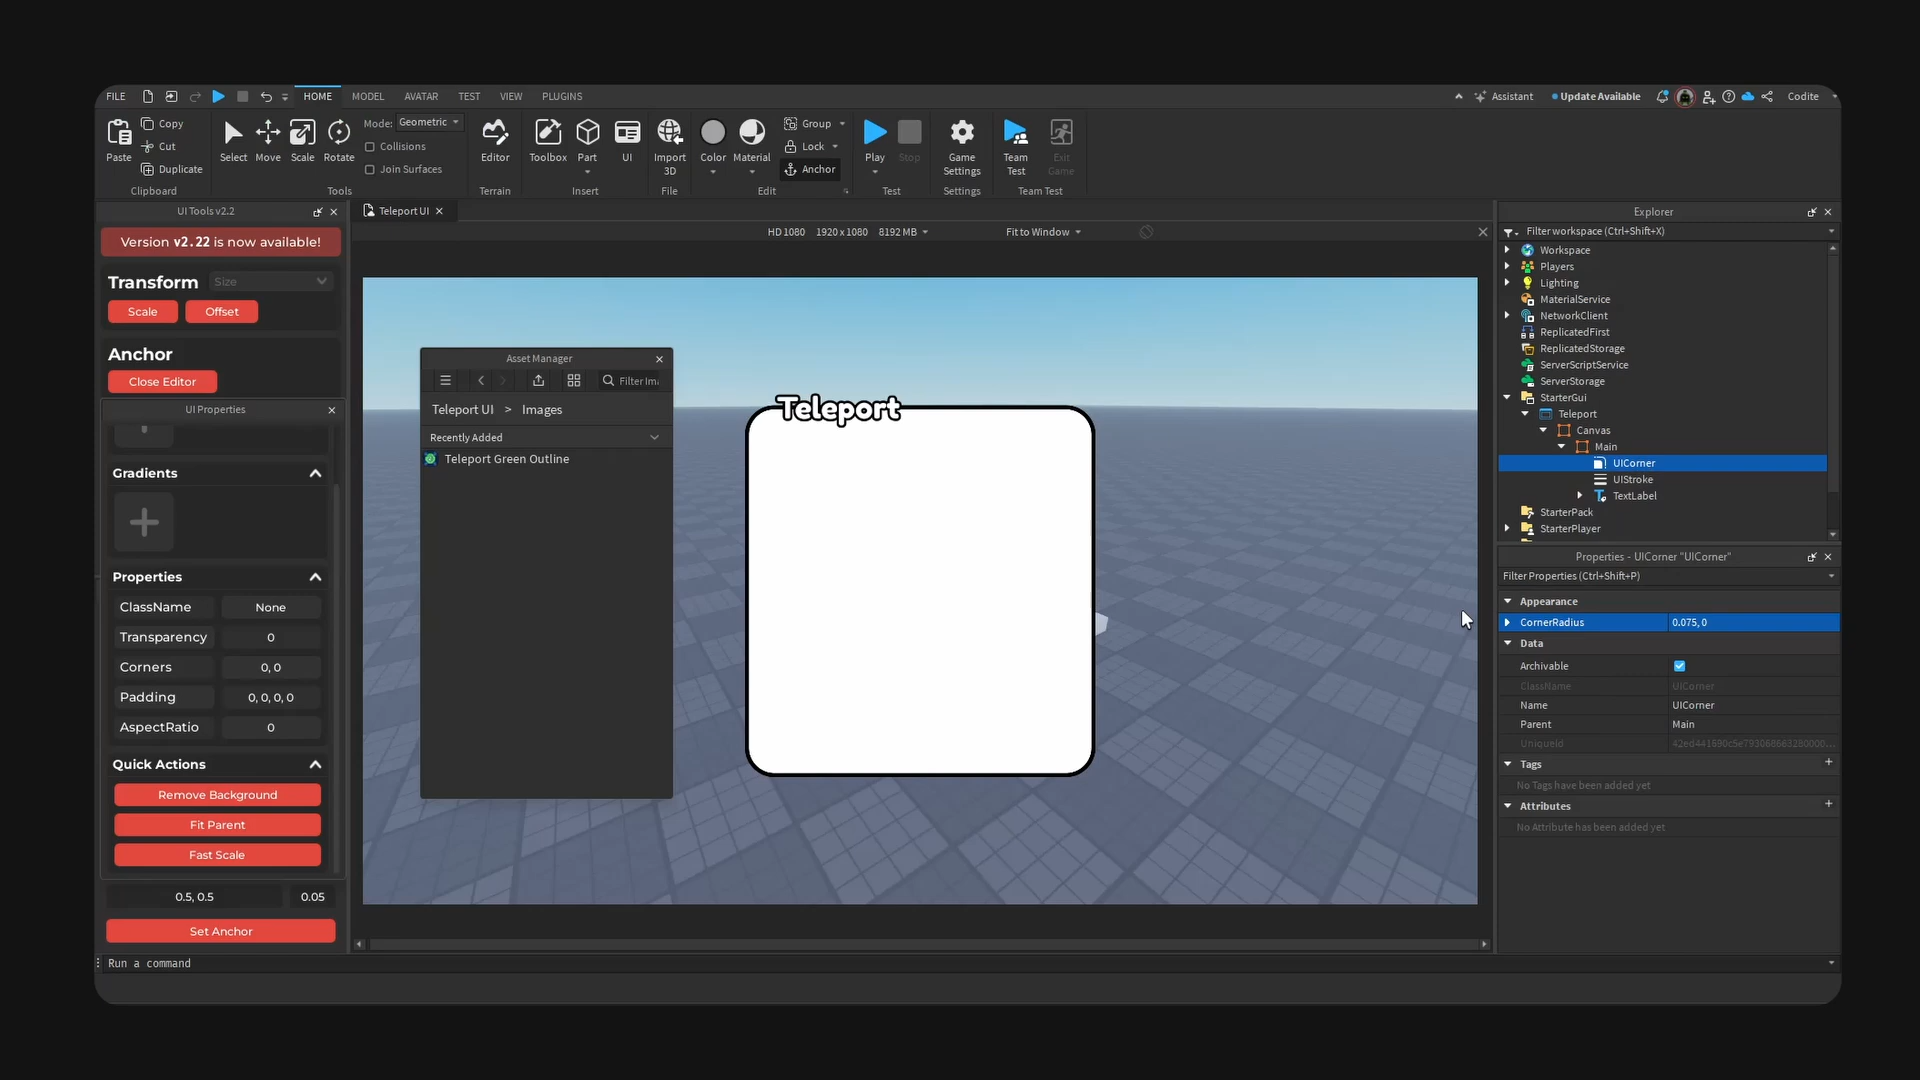 FILE
HOME
MODEL
AVATAR
TEST
VIEW
PLUGINS
Assistant
Update Available
Codite
Paste
Copy
Cut
Duplicate
Clipboard
Select
Move
Scale
Rotate
Mode:
Geometric
Collisions
Join Surfaces
Tools
Editor
Terrain
Toolbox
Part
UI
Insert
Import
3D
File
Color
Material
Group
Lock
Anchor
Edit
Play
Stop
Test
Game
Settings
Settings
Team
Test
Exit
Game
Team Test
UI Tools v2.2
Version v2.22 is now available!
Transform
Size
Scale
Offset
Anchor
Close Editor
UI Properties
Gradients
Properties
ClassName
None
Transparency
0
Corners
0, 0
Padding
0, 0, 0, 0
AspectRatio
0
Quick Actions
Remove Background
Fit Parent
Fast Scale
0.5, 0.5
0.05
Set Anchor
Run a command
Teleport UI
HD 1080 1920 x 1080 8192 MB
Fit to Window
Asset Manager
Filter Im
Teleport UI > Images
Recently Added
Teleport Green Outline
Teleport
Explorer
Filter workspace (Ctrl+Shift+X)
Workspace
Players
Lighting
MaterialService
NetworkClient
ReplicatedFirst
ReplicatedStorage
ServerScriptService
ServerStorage
StarterGui
Teleport
Canvas
Main
UICorner
UIStroke
TextLabel
StarterPack
StarterPlayer
Properties - UICorner "UICorner"
Filter Properties (Ctrl+Shift+P)
Appearance
CornerRadius
0.075, 0
Data
Archivable
ClassName
UICorner
Name
UICorner
Parent
Main
UniqueId
Tags
No Tags have been added yet
Attributes
No Attribute has been added yet